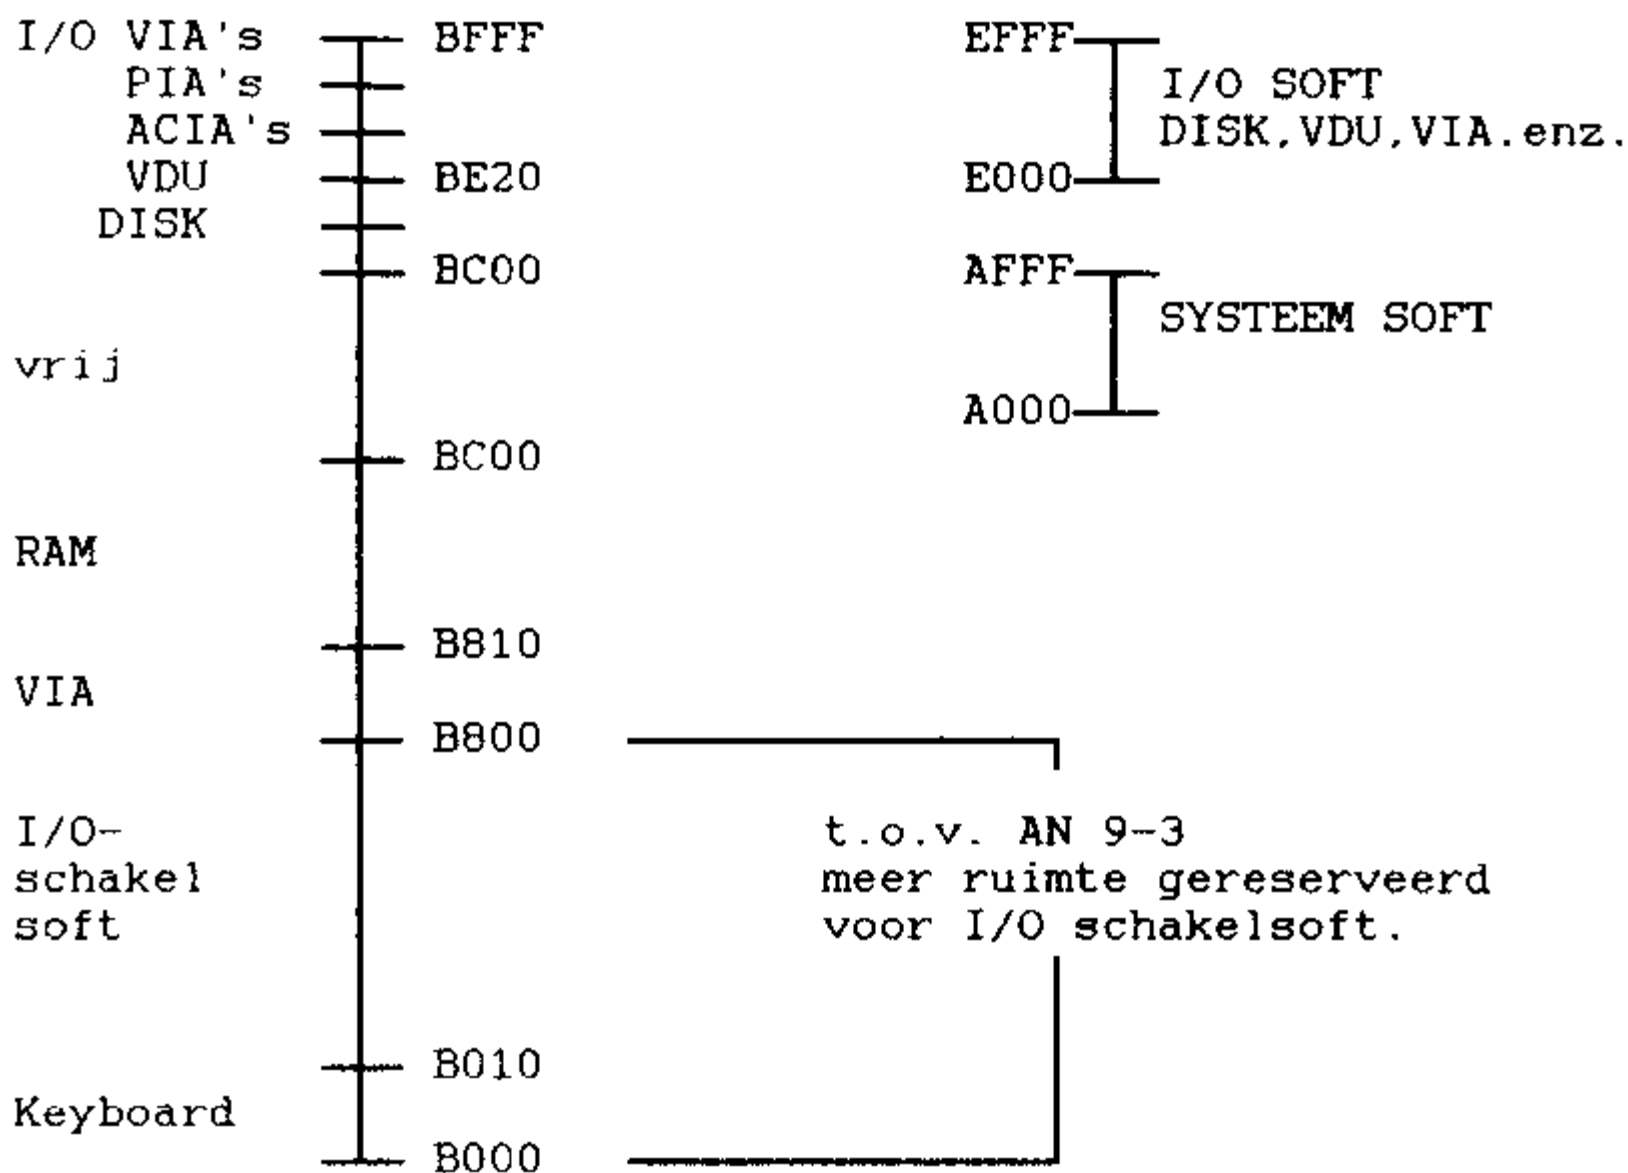 I/O VIA's BFFF EFFF
PIA's I/O SOFT
ACIA's DISK,VDU,VIA.enz.
VDU BE20 E000
DISK
BC00 AFFF
SYSTEEM SOFT
vrij
A000
BC00
RAM
B810
VIA
B800
I/O- t.o.v. AN 9-3
schakel meer ruimte gereserveerd
soft voor I/O schakelsoft.
B010
Keyboard
B000